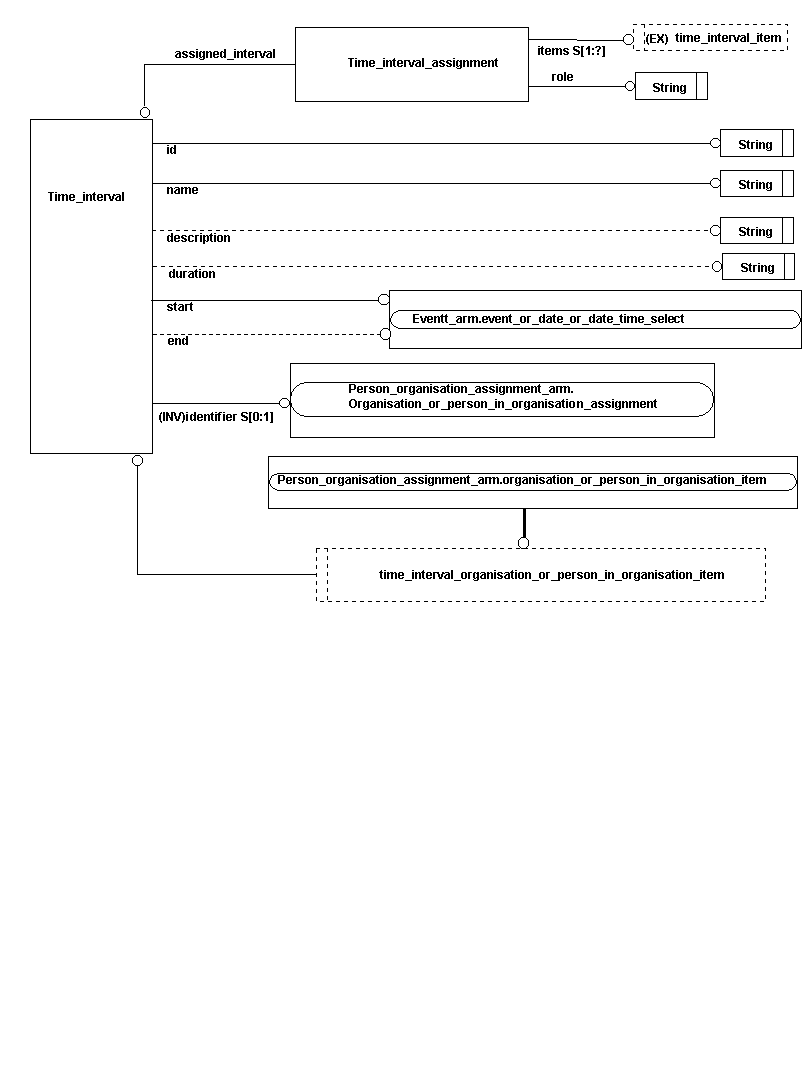 assigned_interval
Time_interval_assignment
(EX) time_interval_item
items S[1:?]
role
String
id
String
Time_interval
name
String
description
String
duration
String
start
Eventt_arm.event_or_date_or_date_time_select
end
Person_organisation_assignment_arm.
Organisation_or_person_in_organisation_assignment
(INV)identifier S[0:1]
Person_organisation_assignment_arm.organisation_or_person_in_organisation_item
time_interval_organisation_or_person_in_organisation_item